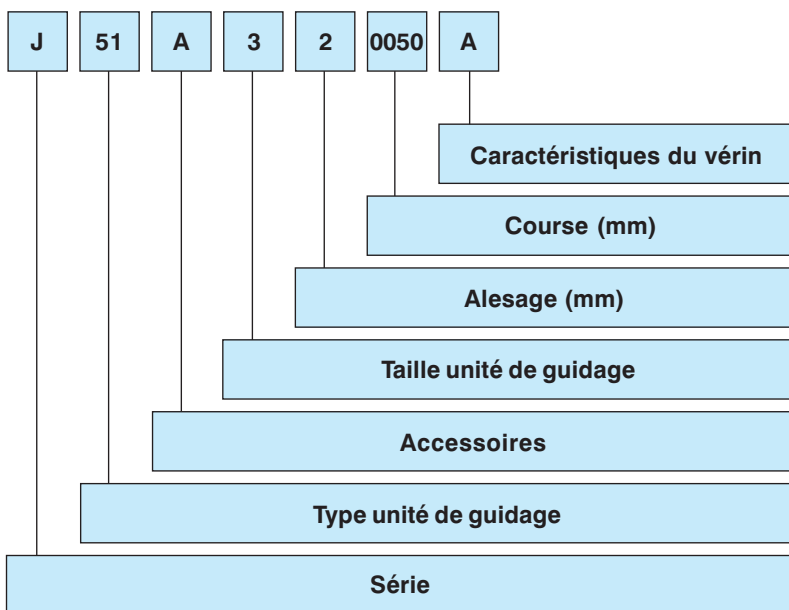 J 51 A 3 2 0050 A
Caractéristiques du vérin
Course (mm)
Alesage (mm)
Taille unité de guidage
Accessoires
Type unité de guidage
Série